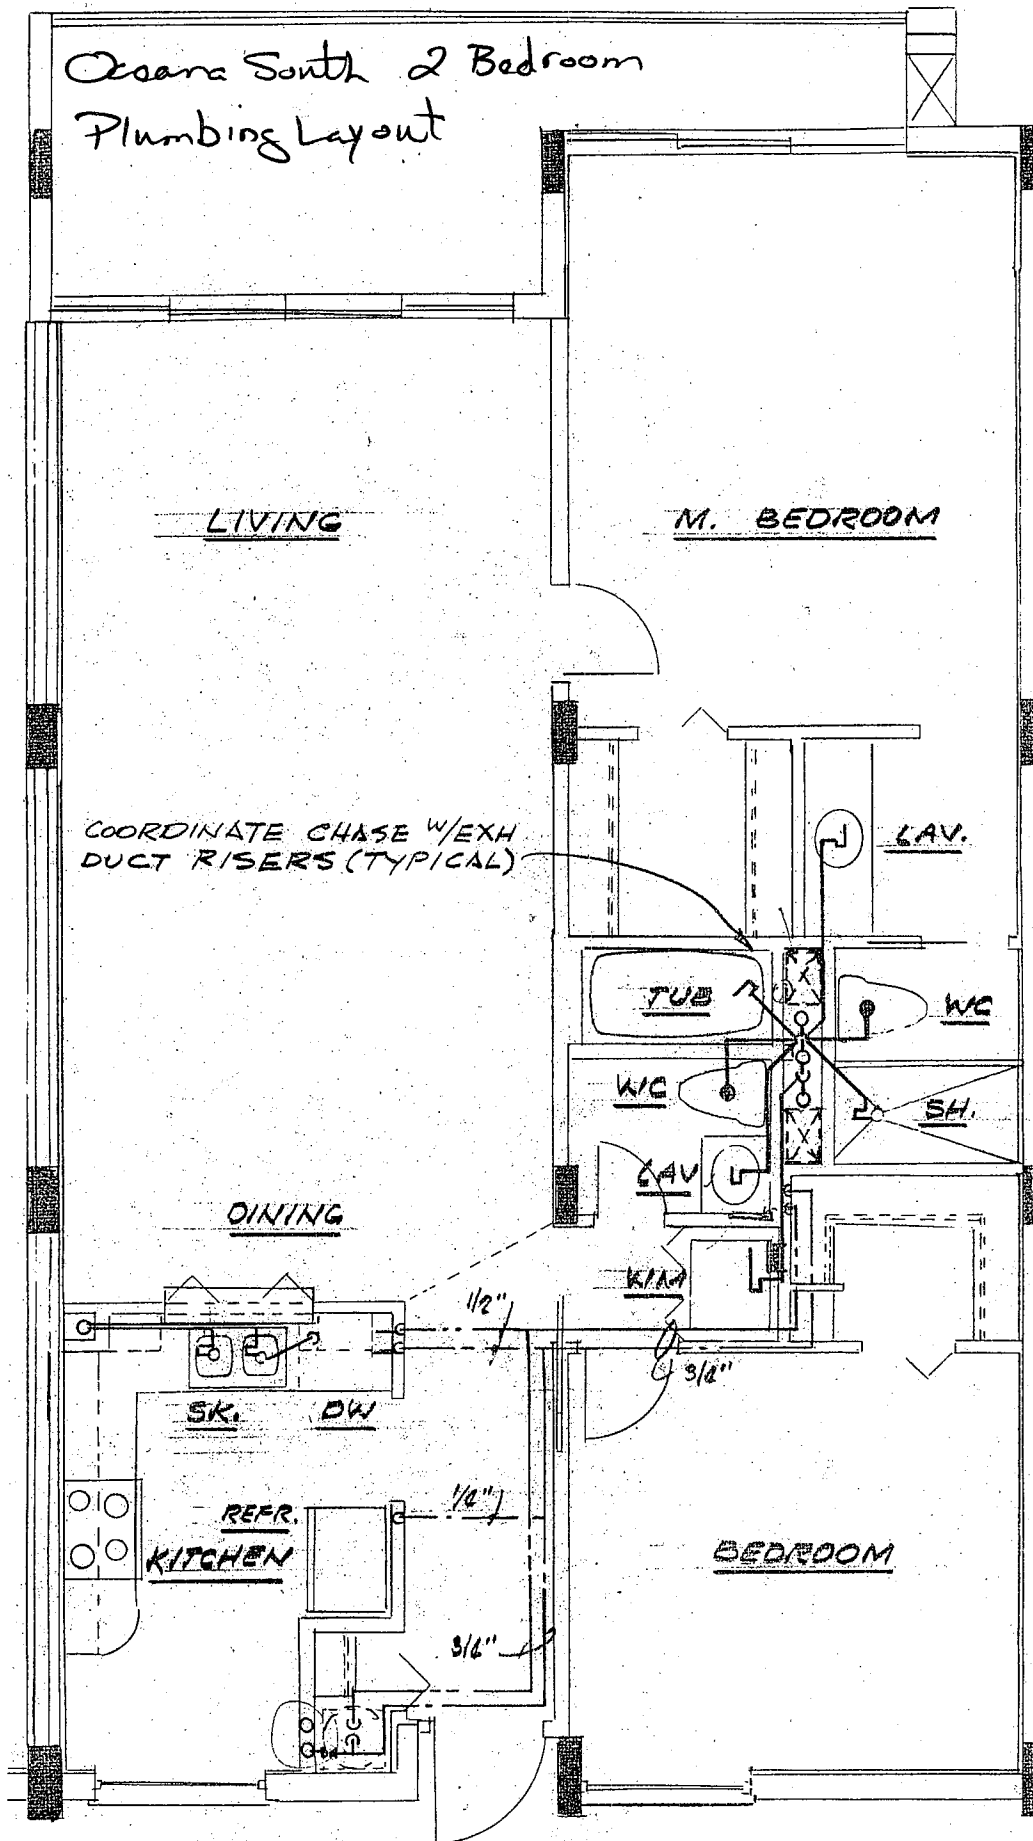 Oceana South 2 Bedroom
Plumbing Layout
LIVING
M. BEDROOM
COORDINATE CHASE W/EXH
DUCT RISERS (TYPICAL)
LAV.
TUB
WC
WC
SH.
LAV
DINING
1/2"
3/4"
SK.
DW
1/4"
REFR.
KITCHEN
BEDROOM
3/4"